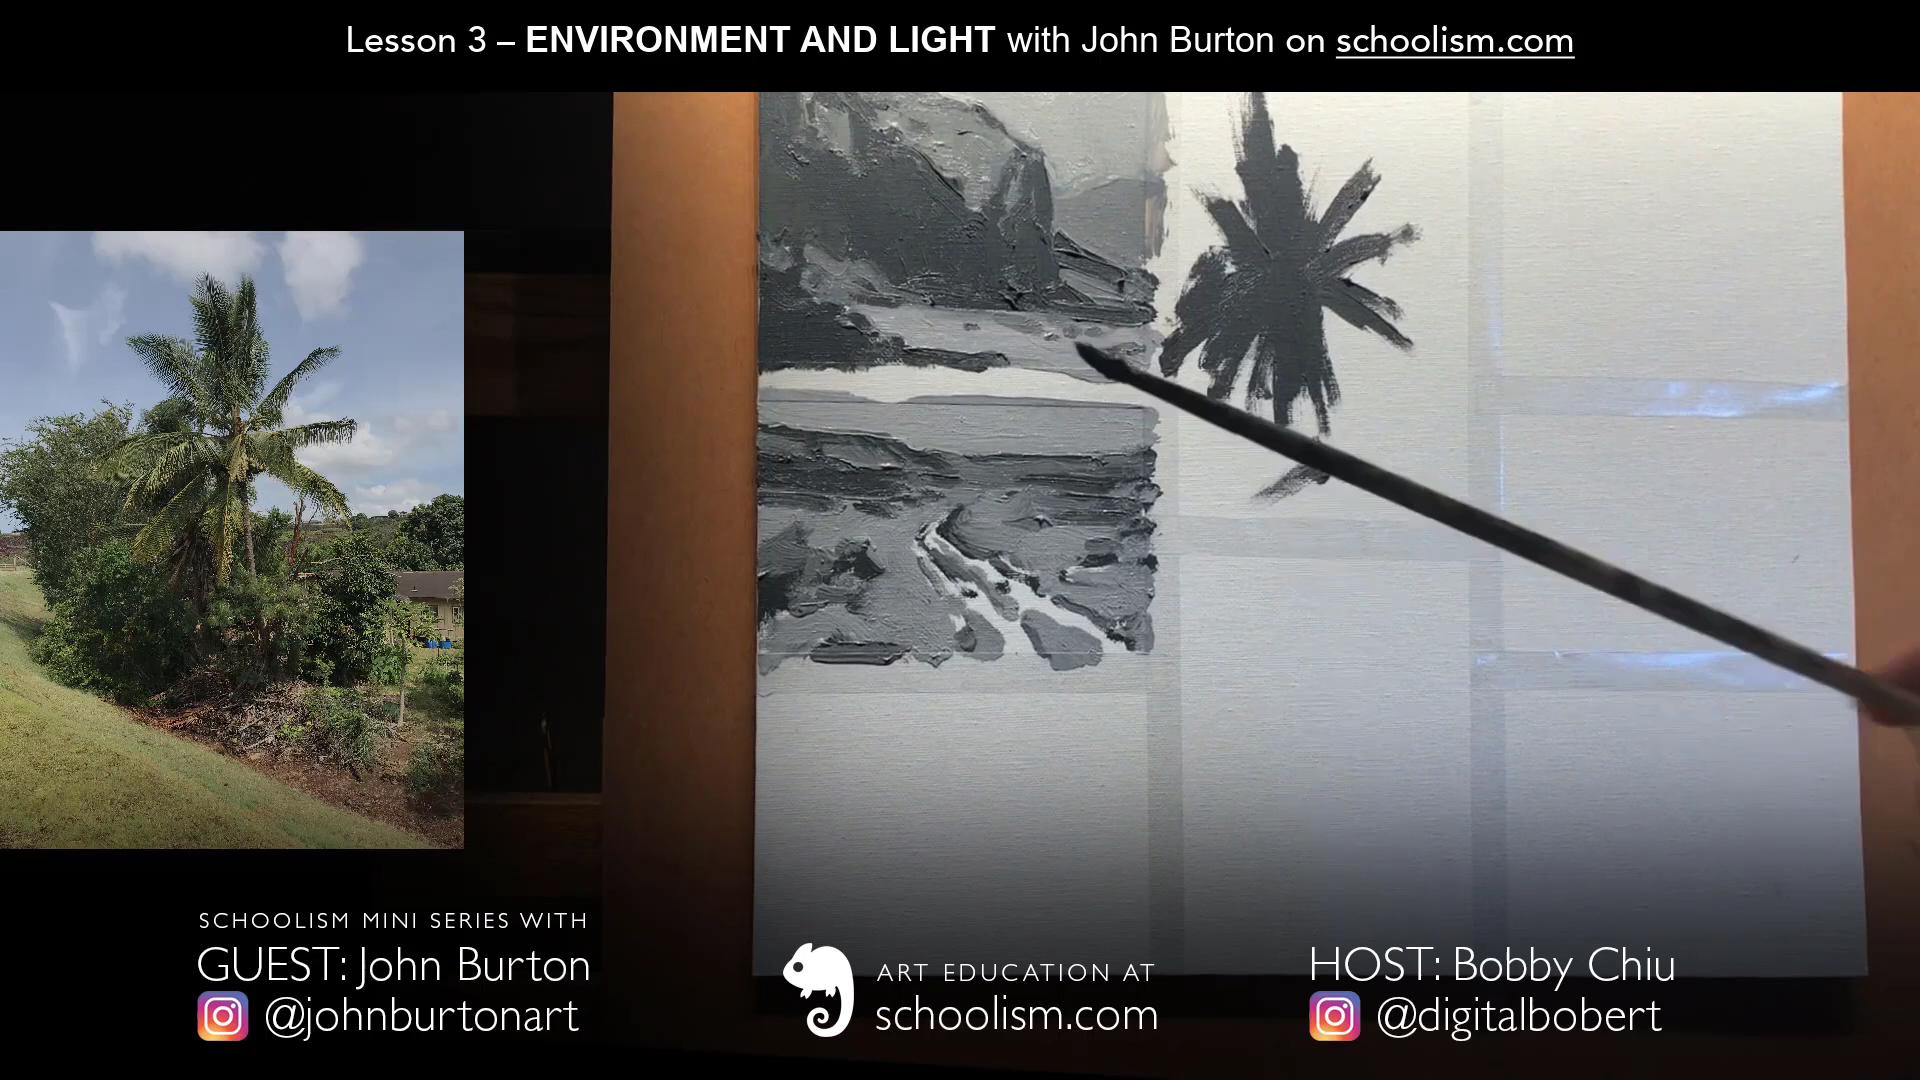 Lesson 3 – ENVIRONMENT AND LIGHT with John Burton on schoolism.com
SCHOOLISM MINI SERIES WITH
GUEST: John Burton
@johnburtonart
ART EDUCATION AT
schoolism.com
HOST: Bobby Chiu
@digitalbobert